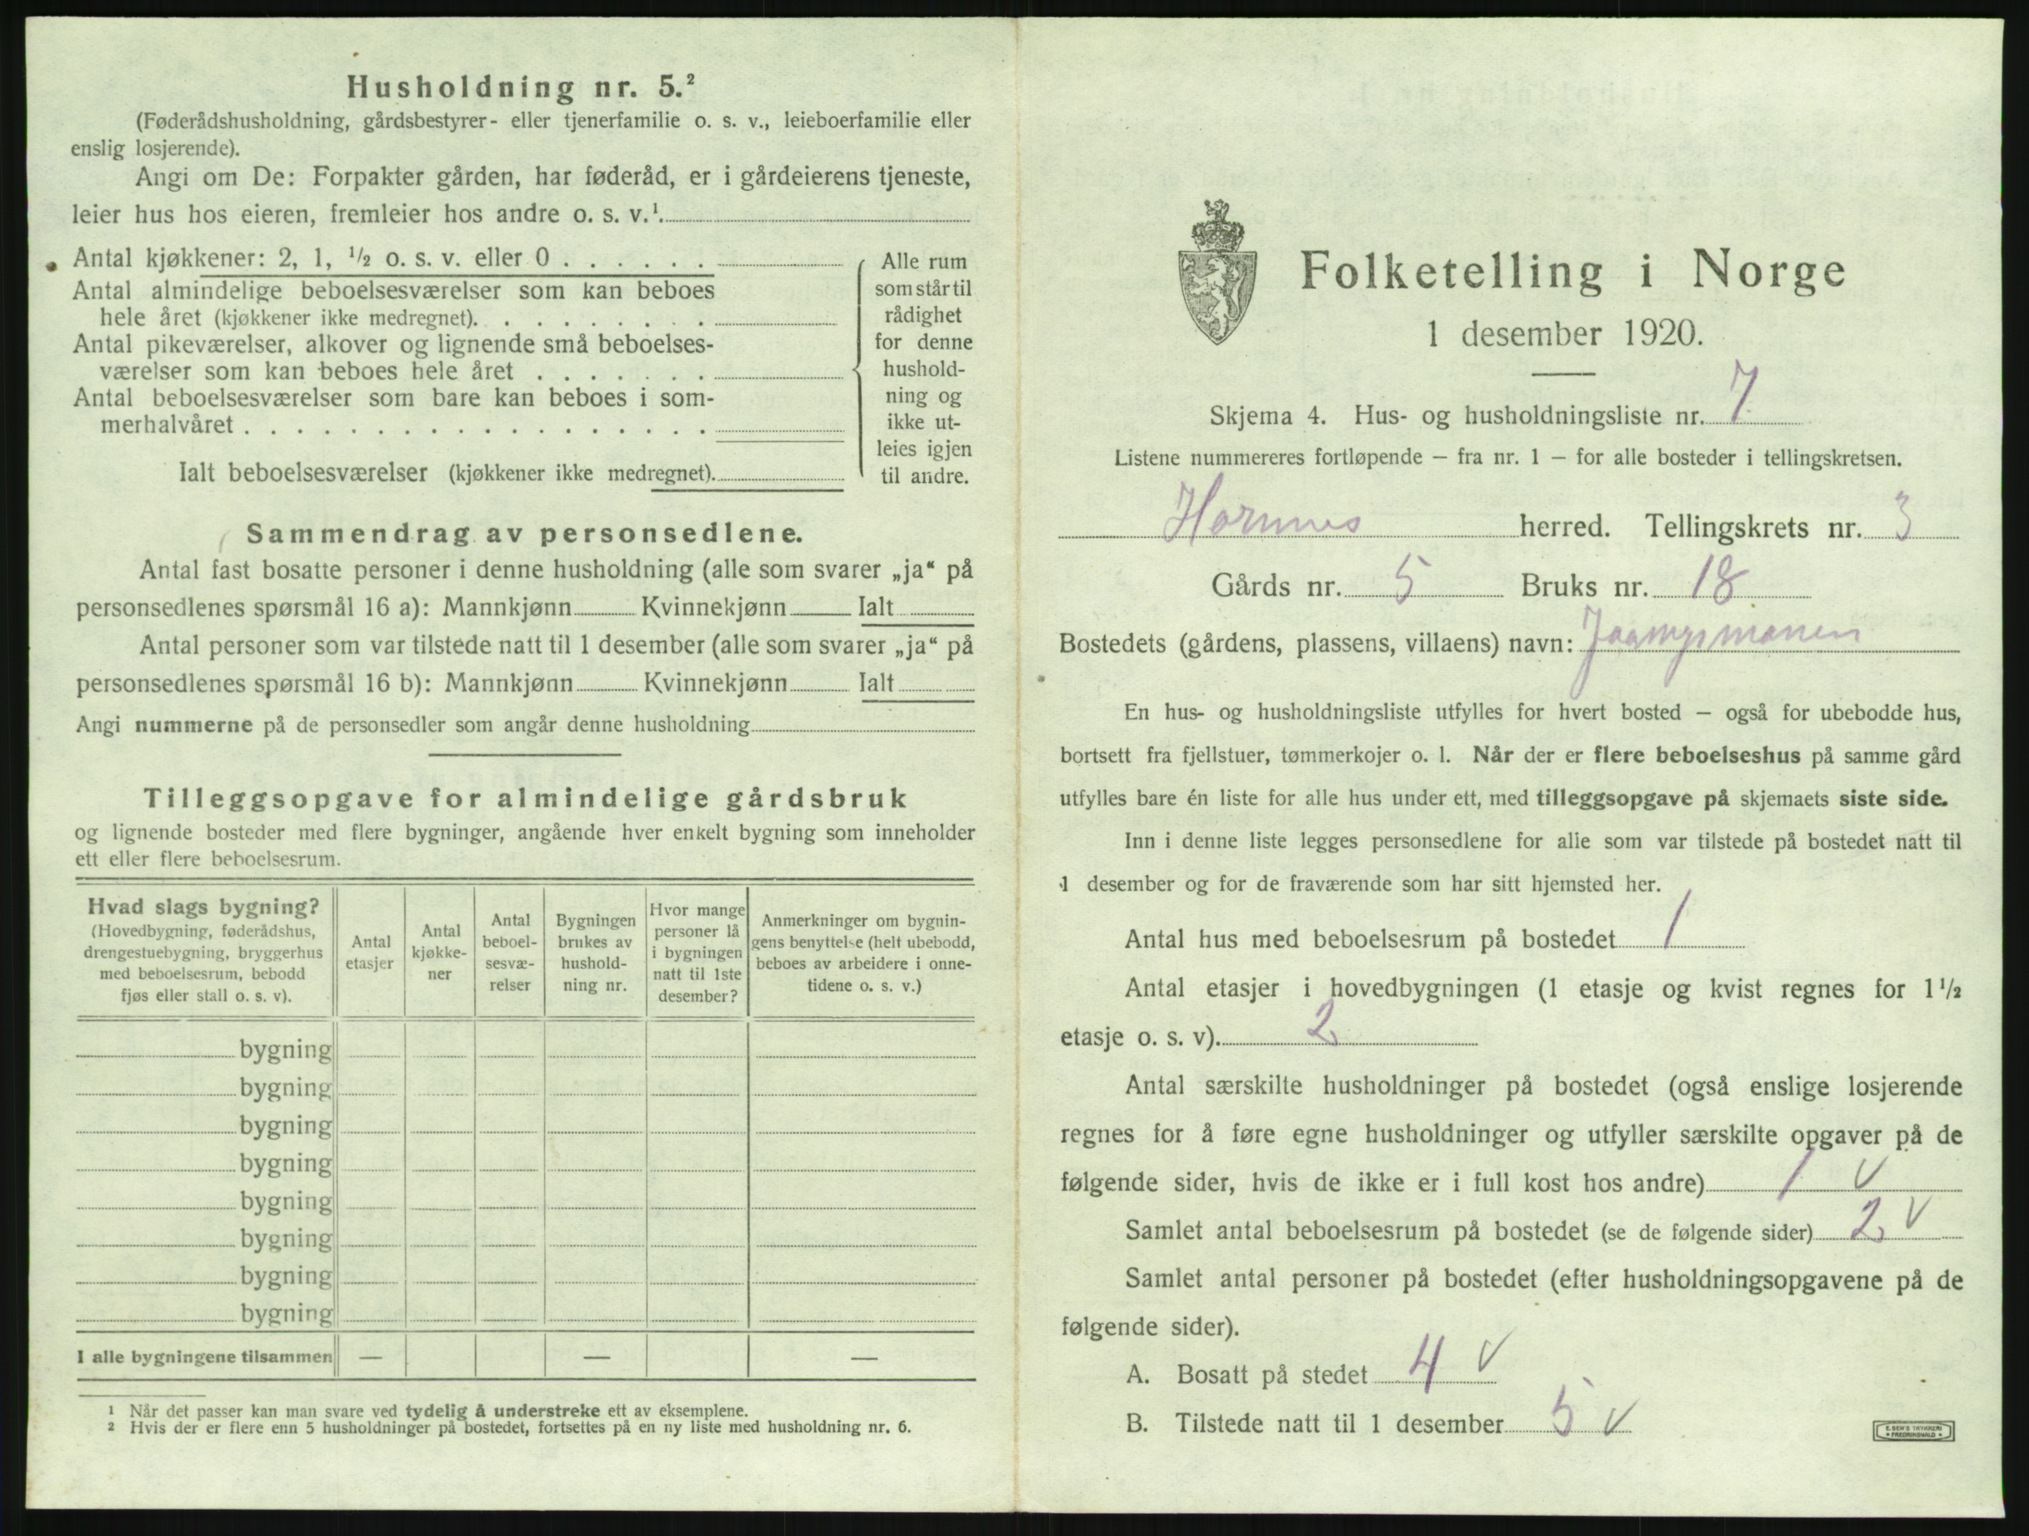 Husholdning nr. 5.²
(Føderådshusholdning, gårdsbestyrer- eller tjenerfamilie o. s. v., leieboerfamilie eller
enslig losjerende).
Angi om De: Forpakter gården, har føderåd, er i gårdeierens tjeneste,
leier hus hos eieren, fremleier hos andre o. s. v.¹
Antal kjøkkener: 2, 1, ½ o. s. v. eller 0 . . . . . .
Antal almindelige beboelsesværelser som kan beboes
hele året (kjøkkener ikke medregnet). . . . . . . . .
Antal pikeværelser, alkover og lignende små beboelses-
værelser som kan beboes hele året . . . . . . .
Antal beboelsesværelser som bare kan beboes i som-
merhalvåret . . . . . . . . . . . . . . . . . .
Ialt beboelsesværelser (kjøkkener ikke medregnet).
Alle rum
som står til
rådighet
for denne
hushold-
ning og
ikke ut-
leies igjen
til andre.
Sammendrag av personsedlene.
Antal fast bosatte personer i denne husholdning (alle som svarer „ja“ på
personsedlenes spørsmål 16 a): Mannkjønn Kvinnekjønn Ialt
Antal personer som var tilstede natt til 1 desember (alle som svarer „ja“ på
personsedlenes spørsmål 16 b): Mannkjønn Kvinnekjønn Ialt
Angi nummerne på de personsedler som angår denne husholdning
Tilleggsopgave for almindelige gårdsbruk
og lignende bosteder med flere bygninger, angående hver enkelt bygning som inneholder
ett eller flere beboelsesrum.
Hvad slags bygning?
(Hovedbygning, føderådshus,
drengestuebygning, bryggerhus
med beboelsesrum, bebodd
fjøs eller stall o. s. v).
Antal
etasjer
Antal
kjøkke-
ner
Antal
beboel-
sesvæ-
relser
Bygningen
brukes av
hushold-
ning nr.
Hvor mange
personer lå
i bygningen
natt til 1ste
desember?
Anmerkninger om bygnin-
gens benyttelse (helt ubebodd,
beboes av arbeidere i onne-
tidene o. s. v.)
bygning
bygning
bygning
bygning
bygning
bygning
bygning
bygning
I alle bygningene tilsammen — — —
¹ Når det passer kan man svare ved tydelig å understreke ett av eksemplene.
² Hvis der er flere enn 5 husholdninger på bostedet, fortsettes på en ny liste med husholdning nr. 6.
Folketelling i Norge
1 desember 1920.
Skjema 4. Hus- og husholdningsliste nr. 7
Listene nummereres fortløpende – fra nr. 1 – for alle bosteder i tellingskretsen.
Hornnes herred. Tellingskrets nr. 3
Gårds nr. 5 Bruks nr. 18
Bostedets (gårdens, plassens, villaens) navn:
En hus- og husholdningsliste utfylles for hvert bosted – også for ubebodde hus,
bortsett fra fjellstuer, tømmerkojer o. l. Når der er flere beboelseshus på samme gård
utfylles bare én liste for alle hus under ett, med tilleggsopgave på skjemaets siste side.
Inn i denne liste legges personsedlene for alle som var tilstede på bostedet natt til
1 desember og for de fraværende som har sitt hjemsted her.
Antal hus med beboelsesrum på bostedet 1
Antal etasjer i hovedbygningen (1 etasje og kvist regnes for 1½
etasje o. s. v). 2
Antal særskilte husholdninger på bostedet (også enslige losjerende
regnes for å føre egne husholdninger og utfyller særskilte opgaver på de
følgende sider, hvis de ikke er i full kost hos andre) 1 v
Samlet antal beboelsesrum på bostedet (se de følgende sider) 2 v
Samlet antal personer på bostedet (efter husholdningsopgavene på de
følgende sider).
A. Bosatt på stedet 4 v
B. Tilstede natt til 1 desember 5 v